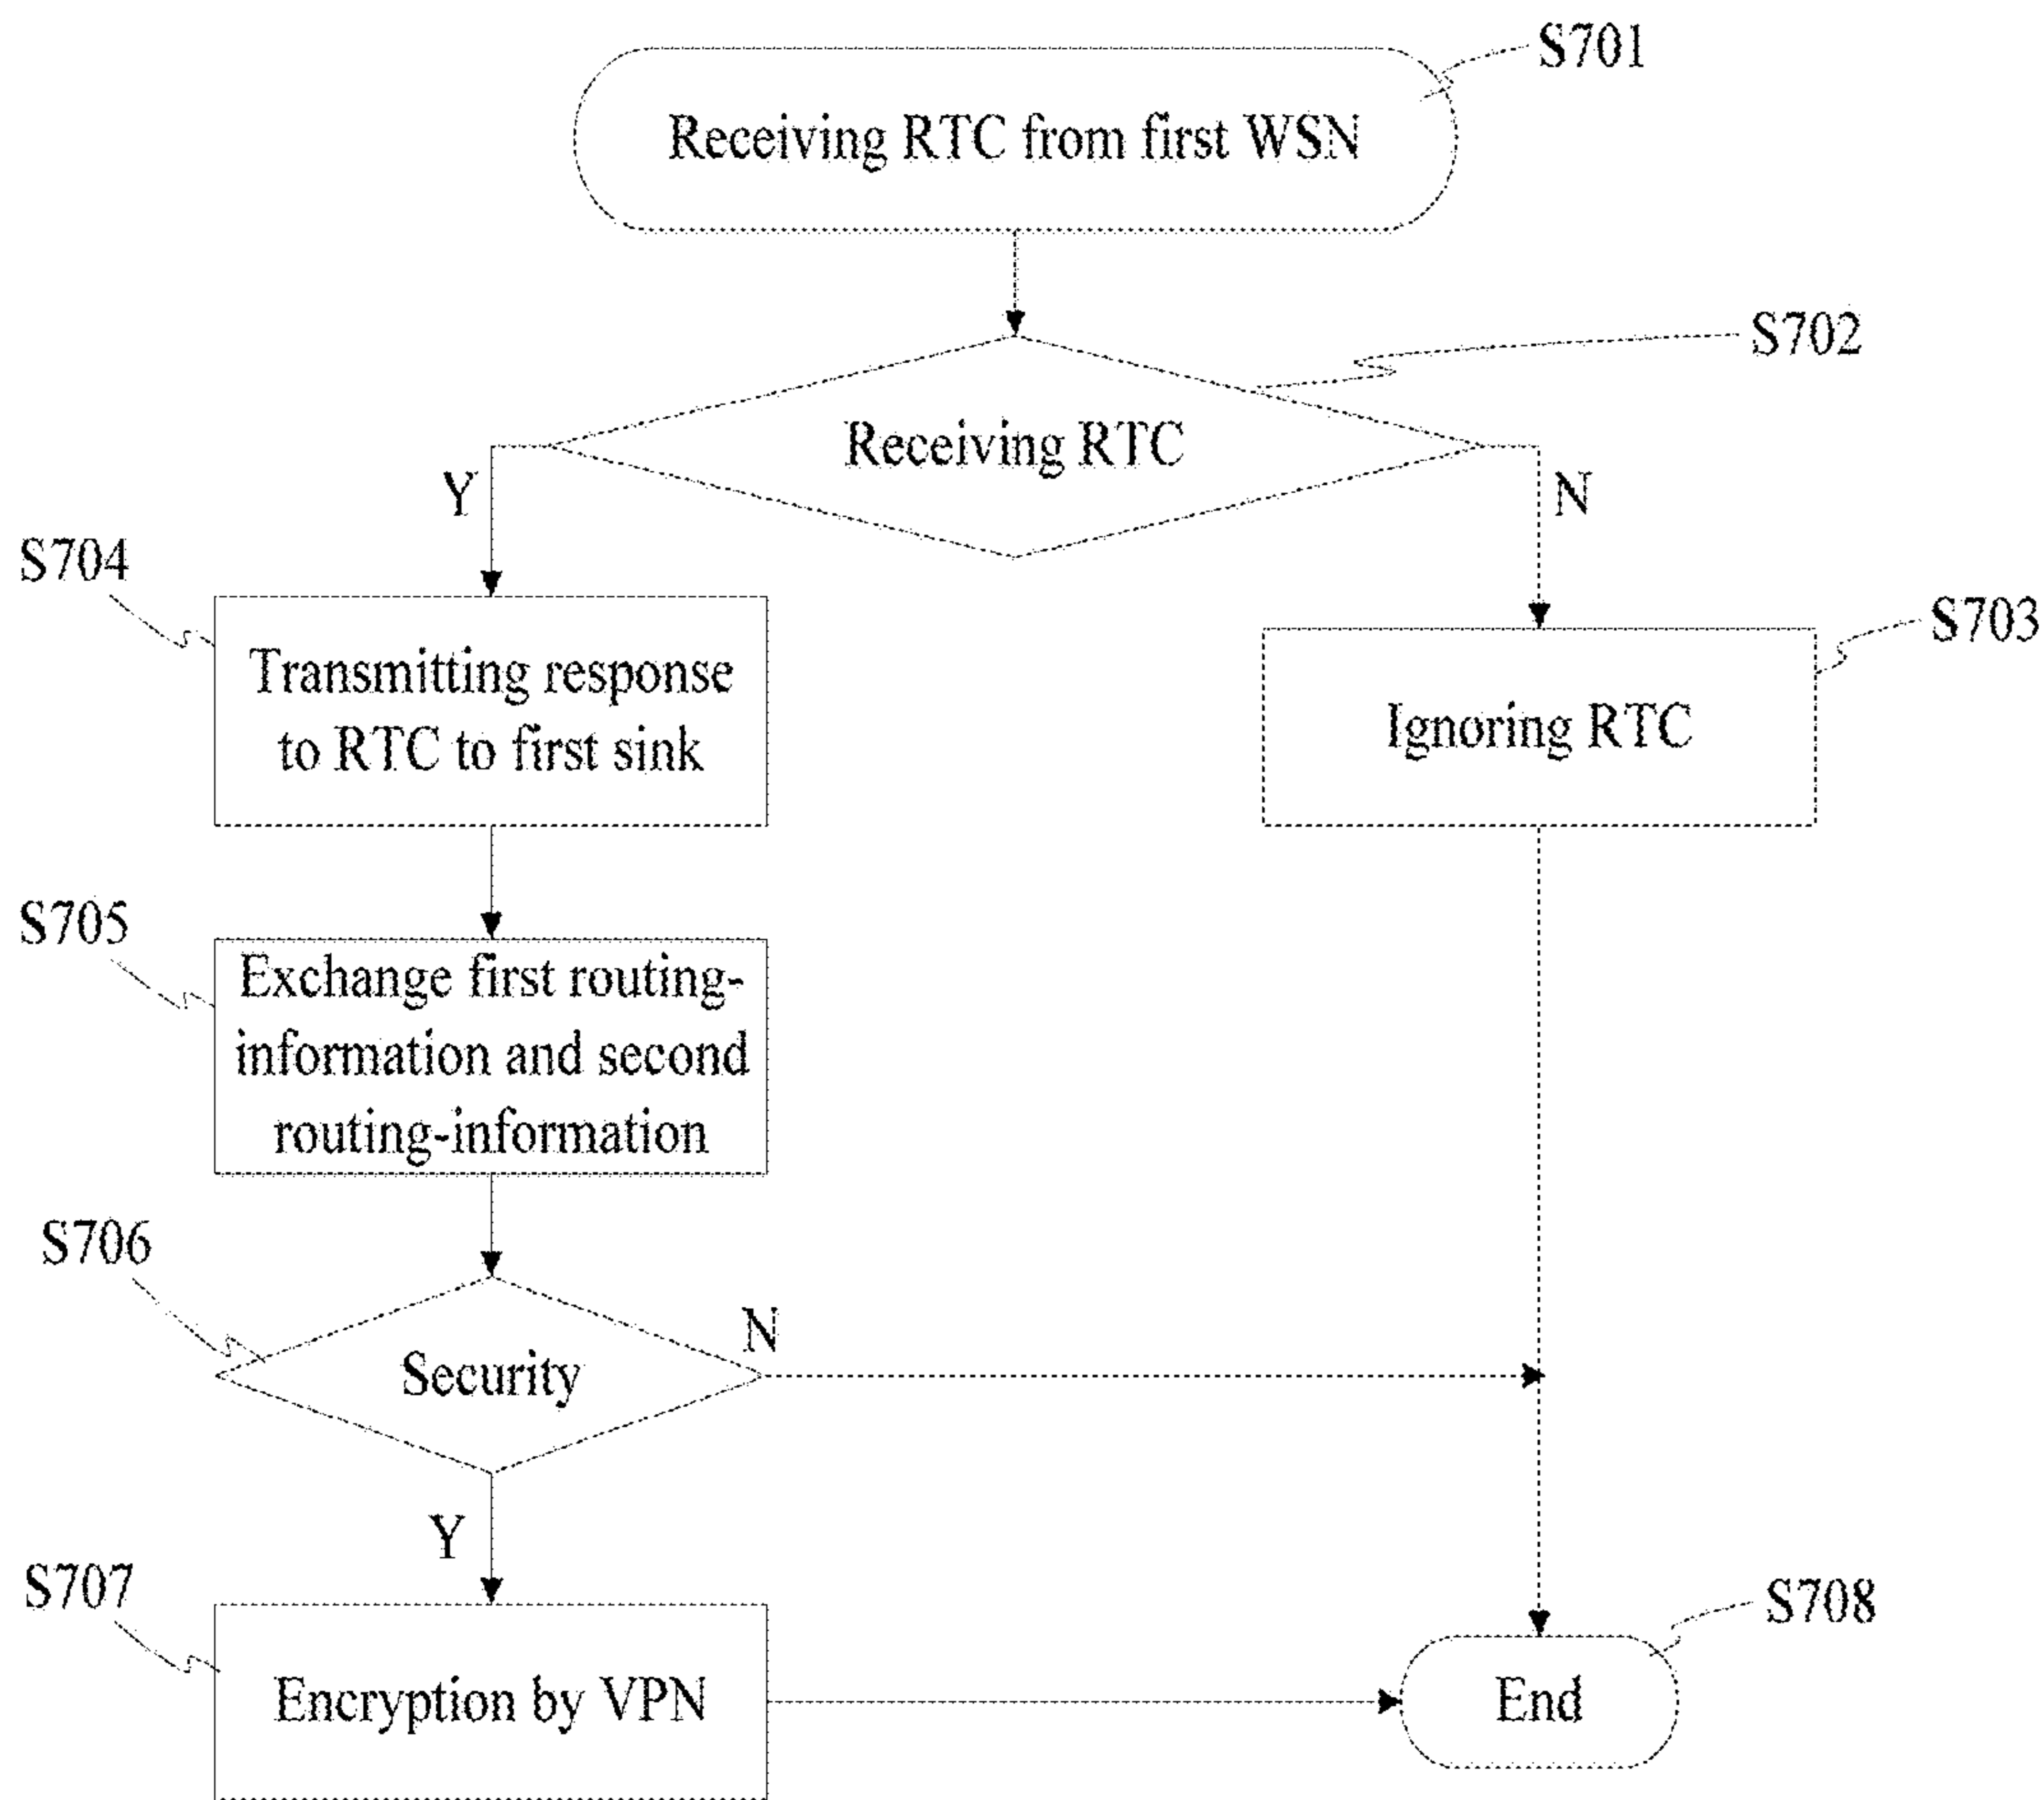 S701
Receiving RTC from first WSN
S702
Receiving RTC
Y
N
S704
Transmitting response
to RTC to first sink
S703
Ignoring RTC
S705
Exchange first routing-
information and second
routing-information
S706
Security
N
Y
S707
Encryption by VPN
S708
End